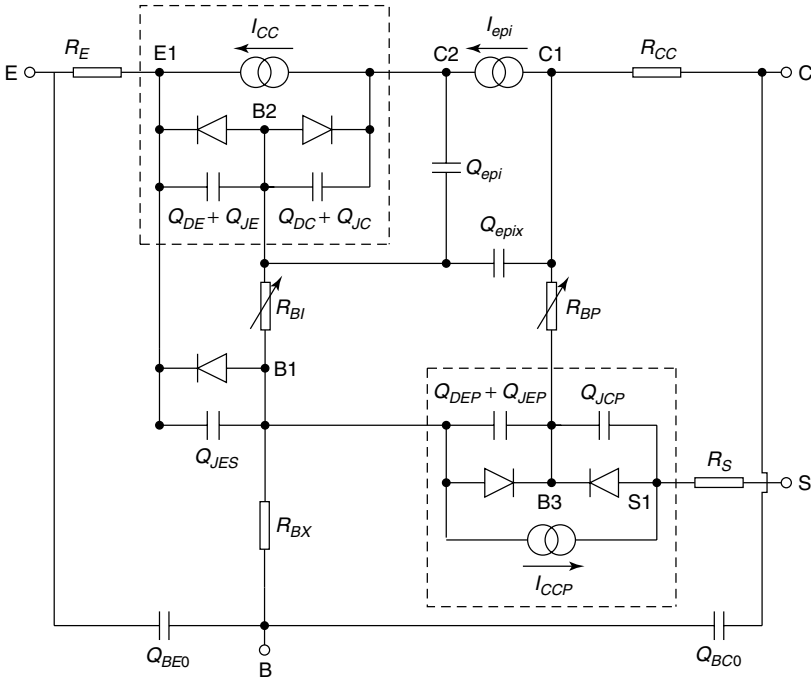 I_CC
I_epi
R_E
E1
C2
C1
R_CC
E
C
B2
Q_epi
Q_DE + Q_JE
Q_DC + Q_JC
Q_epix
R_BI
R_BP
B1
Q_DEP + Q_JEP
Q_JCP
Q_JES
R_S
S
B3
S1
R_BX
I_CCP
Q_BE0
B
Q_BC0